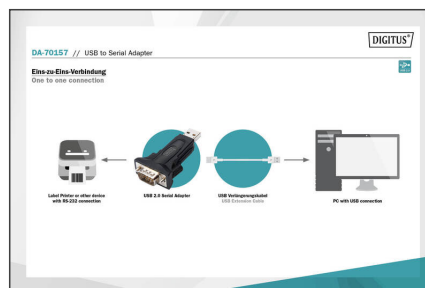 DIGITUS®
DA-70157 // USB to Serial Adapter
Eins-zu-Eins-Verbindung
One to one connection
Label Printer or other device
with RS-232 connection
USB 2.0 Serial Adapter
USB Verlängerungskabel
USB Extension Cable
PC with USB connection